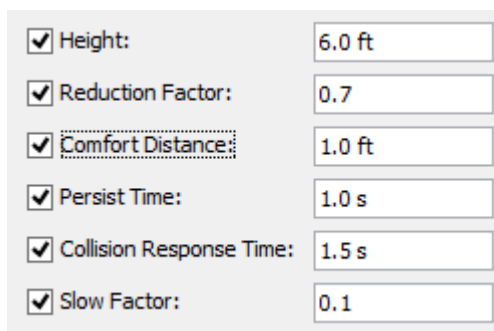 Height: 6.0 ft
Reduction Factor: 0.7
Comfort Distance: 1.0 ft
Persist Time: 1.0 s
Collision Response Time: 1.5 s
Slow Factor: 0.1